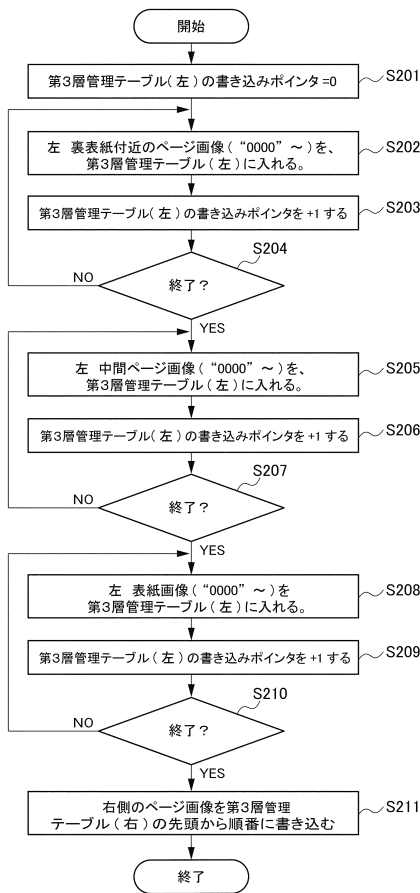 開始
第3層管理テーブル(左)の書き込みポインタ=0
S201
左 裏表紙付近のページ画像(“0000”～)を、
第3層管理テーブル(左)に入れる。
S202
第3層管理テーブル(左)の書き込みポインタを+1する
S203
S204
終了？
NO
YES
左 中間ページ画像(“0000”～)を、
第3層管理テーブル(左)に入れる。
S205
第3層管理テーブル(左)の書き込みポインタを+1する
S206
S207
終了？
NO
YES
左 表紙画像(“0000”～)を
第3層管理テーブル(左)に入れる。
S208
第3層管理テーブル(左)の書き込みポインタを+1する
S209
S210
終了？
NO
YES
右側のページ画像を第3層管理
テーブル(右)の先頭から順番に書き込む
S211
終了